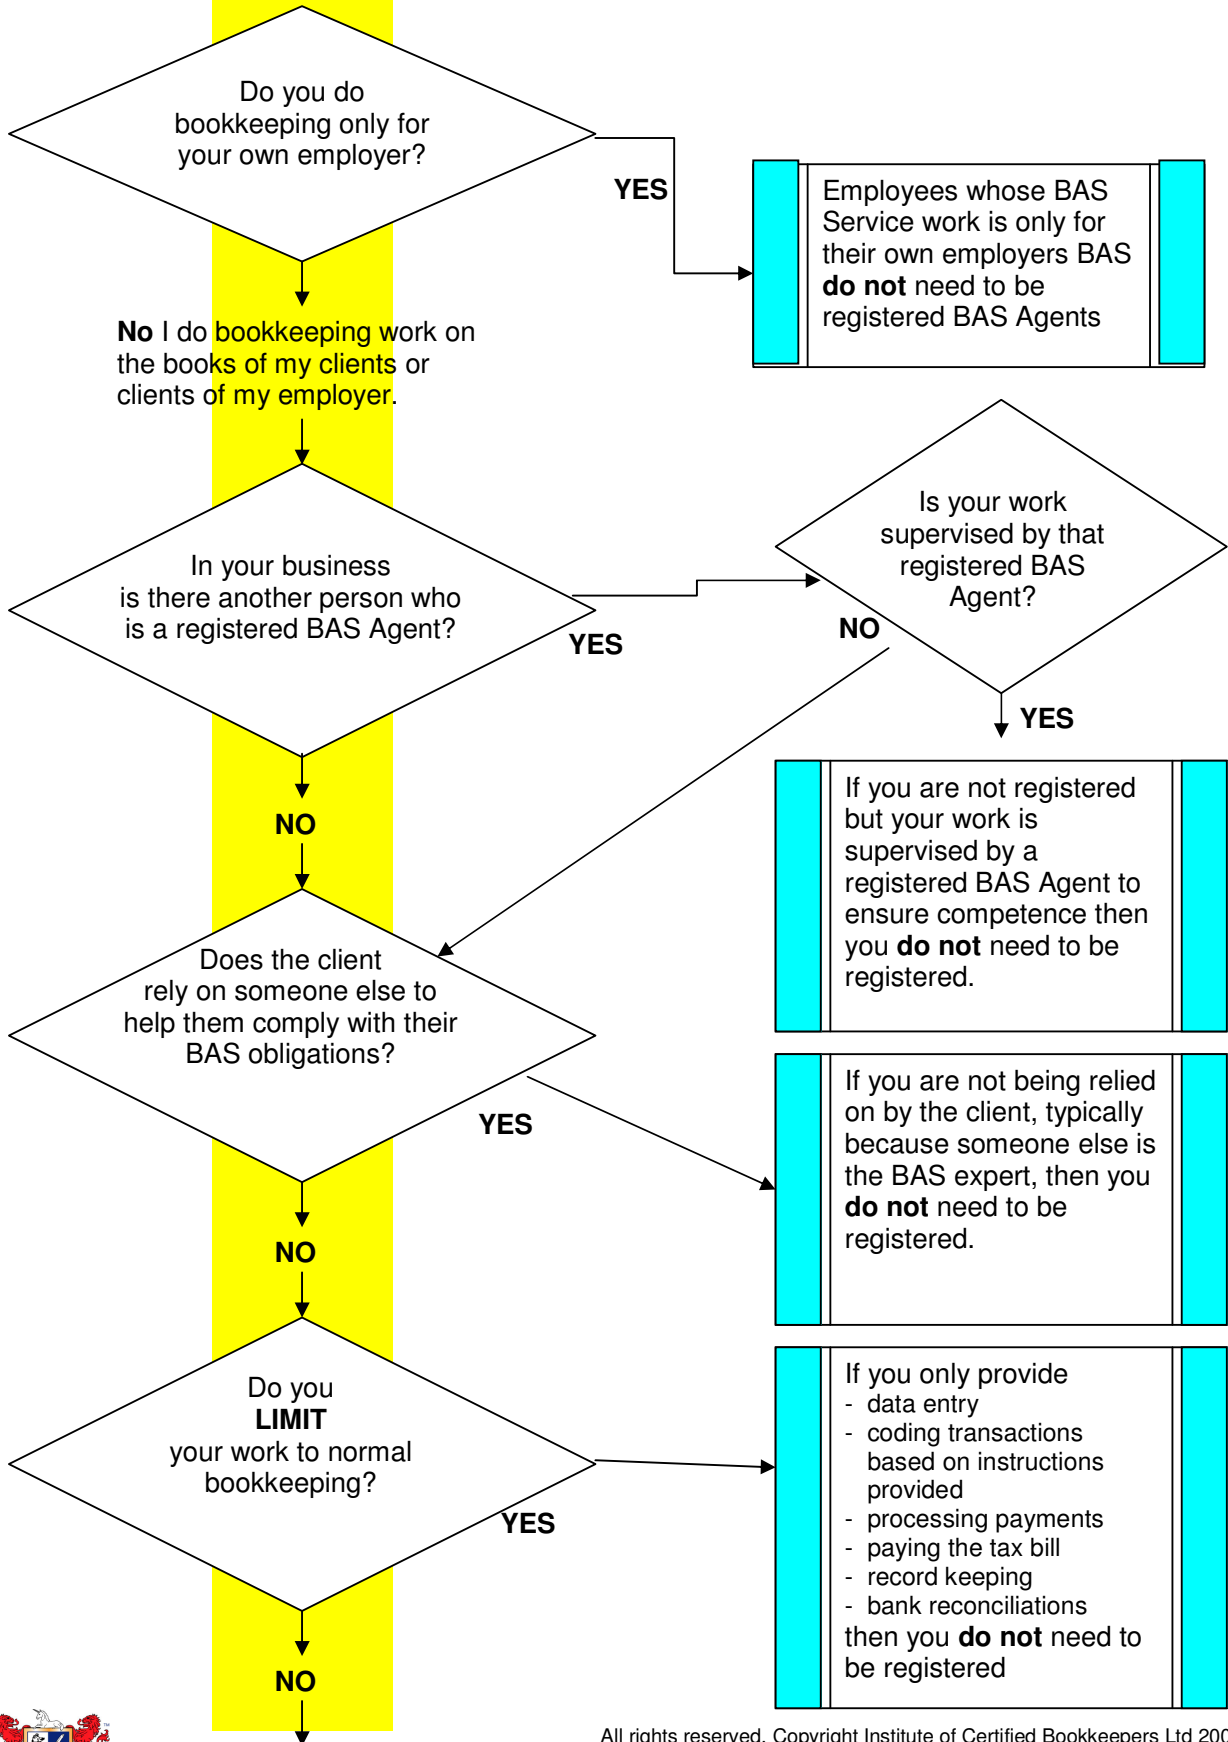 Do you do
bookkeeping only for
your own employer?
YES
Employees whose BAS
Service work is only for
their own employers BAS
do not need to be
registered BAS Agents
No I do bookkeeping work on
the books of my clients or
clients of my employer.
In your business
is there another person who
is a registered BAS Agent?
YES
Is your work
supervised by that
registered BAS
Agent?
NO
YES
If you are not registered
but your work is
supervised by a
registered BAS Agent to
ensure competence then
you do not need to be
registered.
NO
Does the client
rely on someone else to
help them comply with their
BAS obligations?
YES
If you are not being relied
on by the client, typically
because someone else is
the BAS expert, then you
do not need to be
registered.
NO
Do you
LIMIT
your work to normal
bookkeeping?
YES
If you only provide
- data entry
- coding transactions
based on instructions
provided
- processing payments
- paying the tax bill
- record keeping
- bank reconciliations
then you do not need to
be registered
NO
All rights reserved. Copyright Institute of Certified Bookkeepers Ltd 200